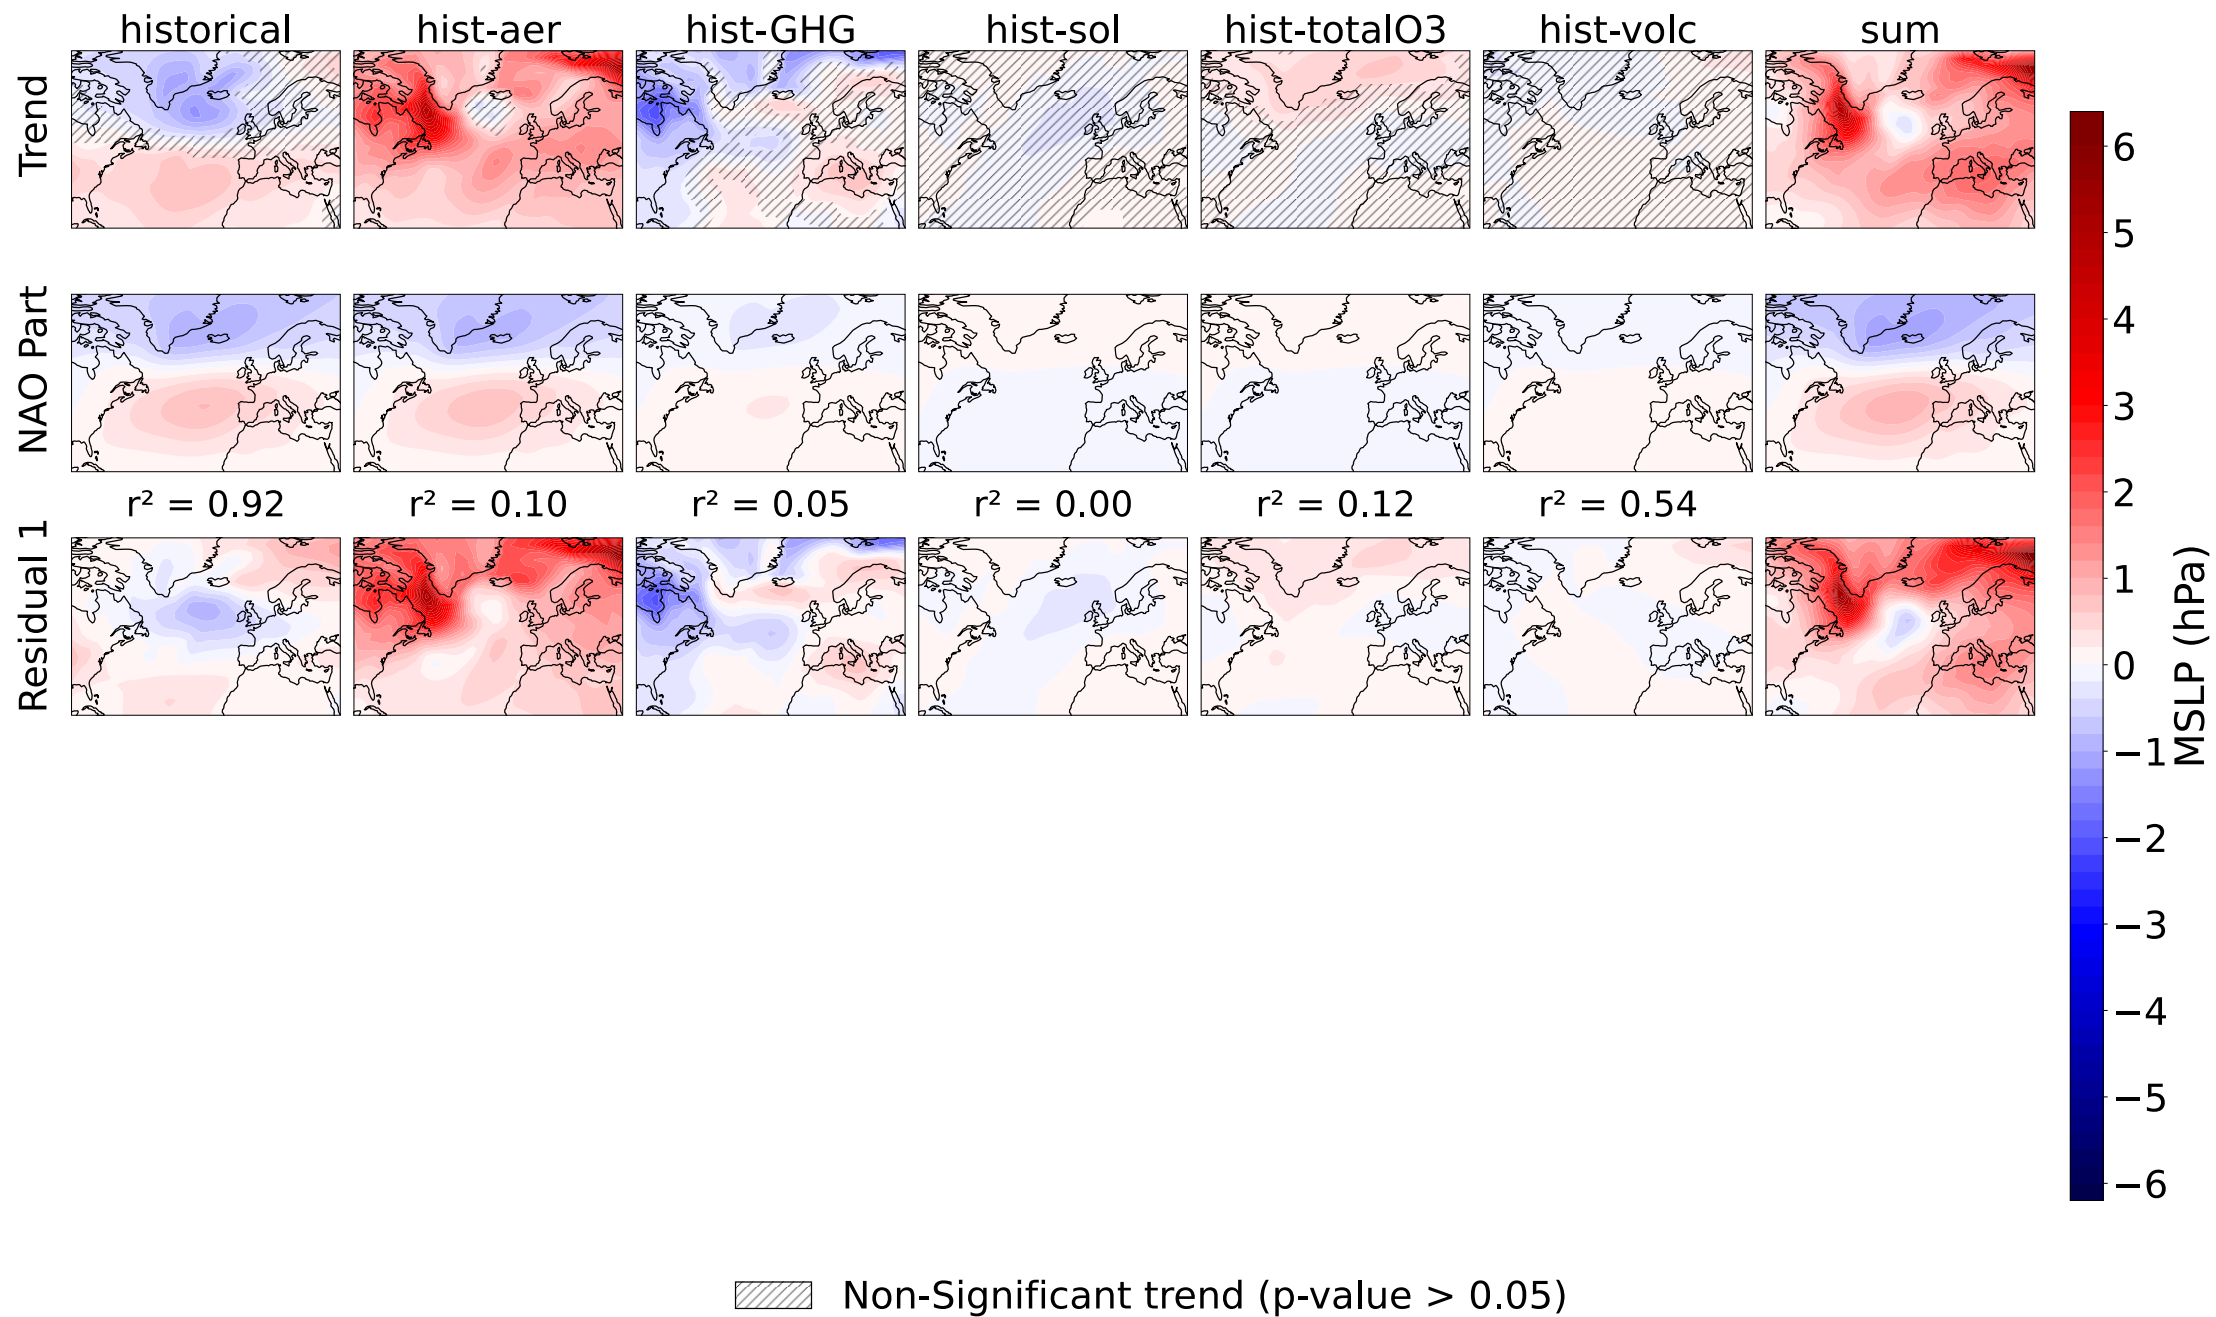 historical hist-aer hist-GHG hist-sol hist-totalO3 hist-volc sum
Trend
NAO Part
r² = 0.92 r² = 0.10 r² = 0.05 r² = 0.00 r² = 0.12 r² = 0.54
Residual 1
6
5
4
3
2
1
0
−1
−2
−3
−4
−5
−6
MSLP (hPa)
Non-Significant trend (p-value > 0.05)